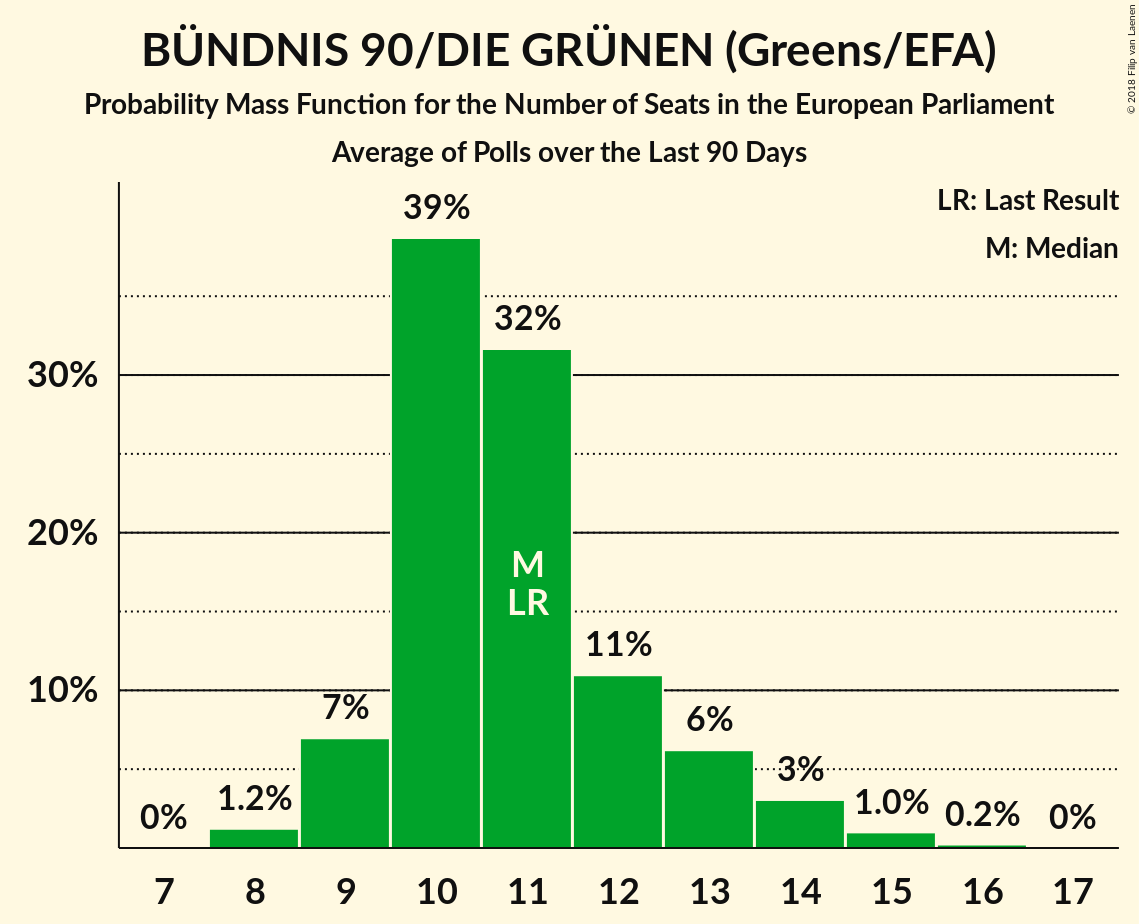 BÜNDNIS 90/DIE GRÜNEN (Greens/EFA)
Probability Mass Function for the Number of Seats in the European Parliament
Average of Polls over the Last 90 Days
© 2018 Filip van Laenen
LR: Last Result
M: Median
39%
32%
30%
20%
M
LR
11%
10%
7%
6%
3%
1.2%
1.0%
0%
0.2%
0%
7 8 9 10 11 12 13 14 15 16 17